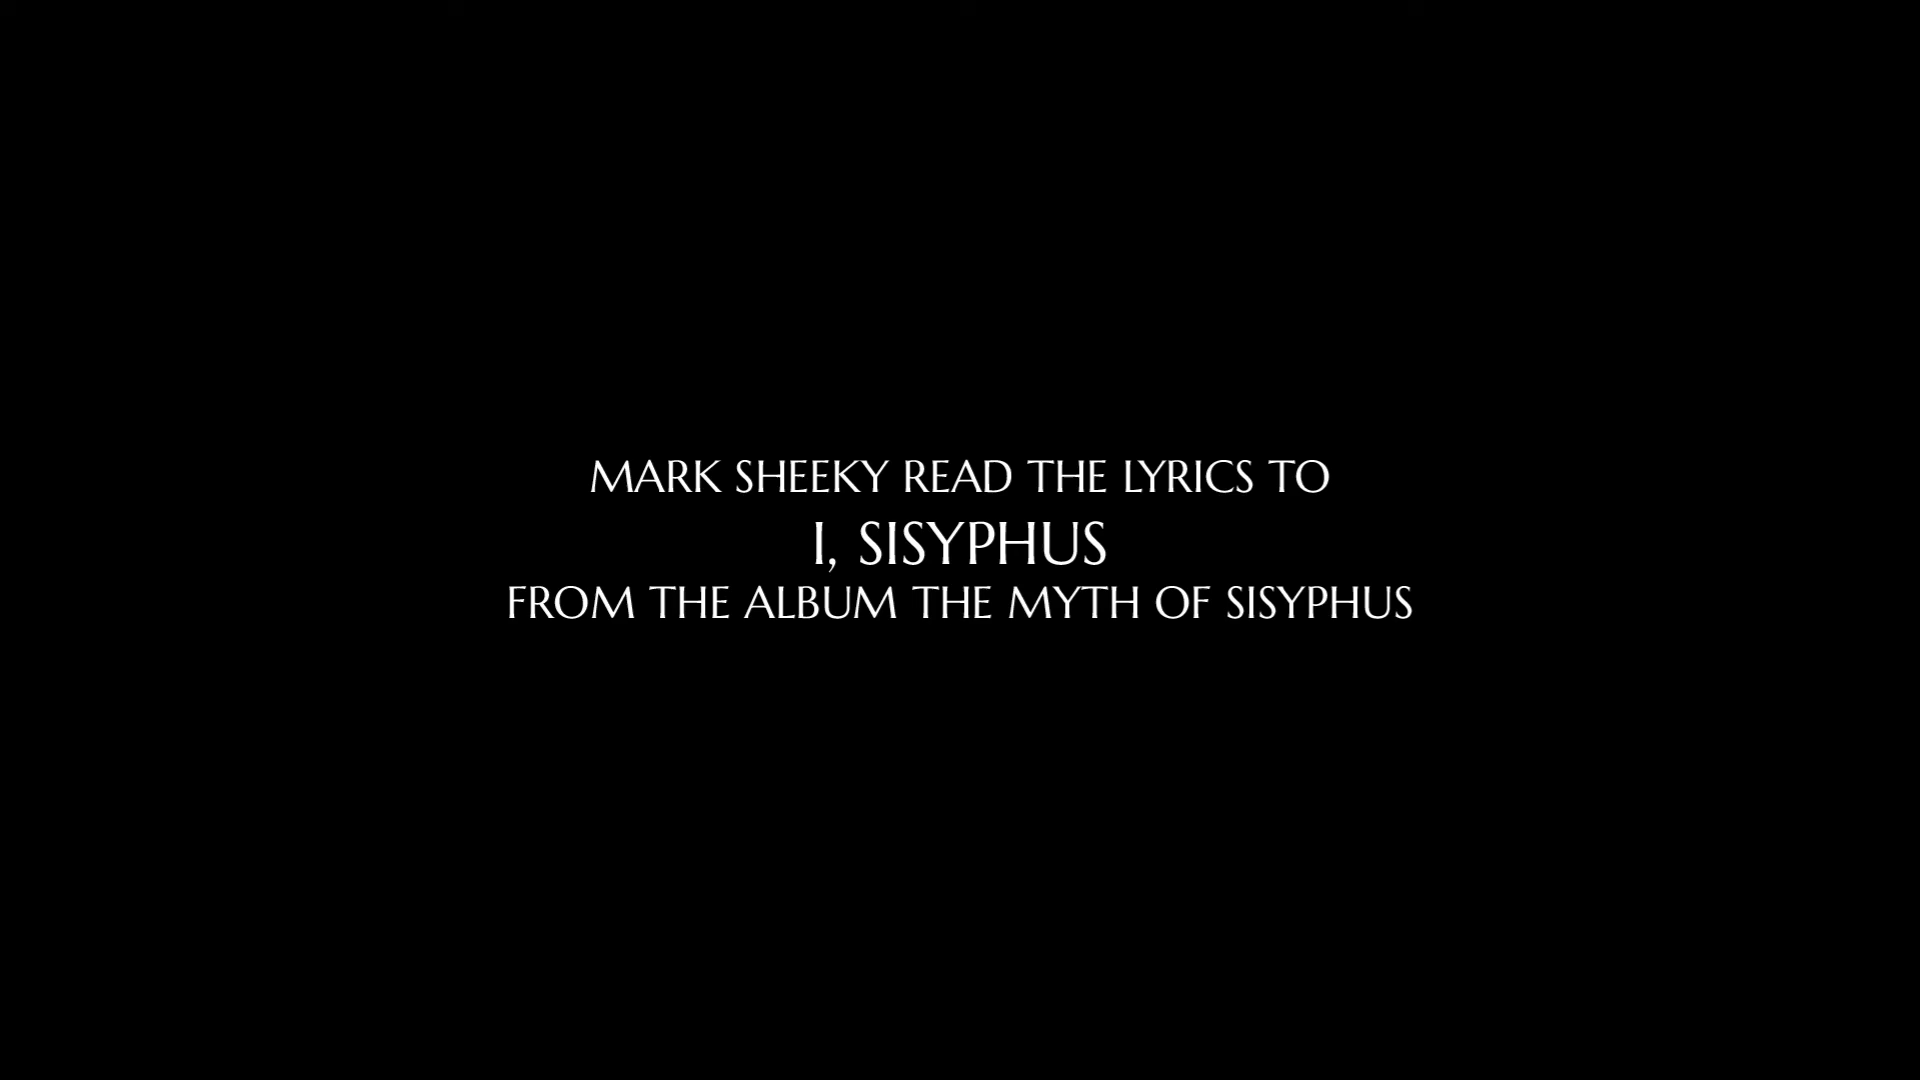 MARK SHEEKY READ THE LYRICS TO
I, SISYPHUS
FROM THE ALBUM THE MYTH OF SISYPHUS